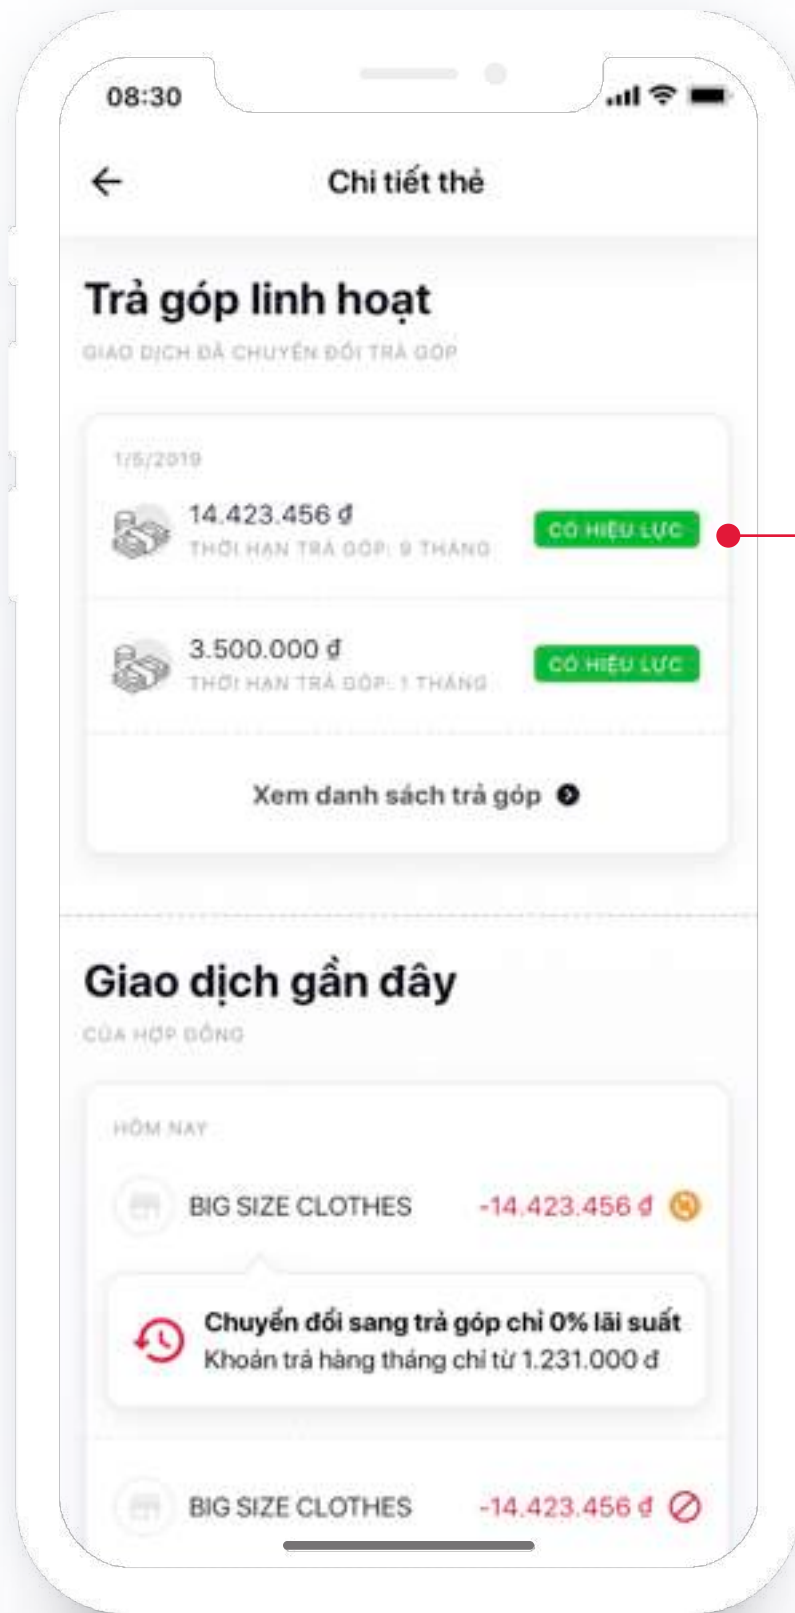 08:30
Chi tiết thẻ
Trả góp linh hoạt
GIAO DỊCH ĐÃ CHUYỂN ĐỔI TRẢ GÓP
1/5/2019
14.423.456 ₫
THỜI HẠN TRẢ GÓP: 9 THÁNG
CÓ HIỆU LỰC
3.500.000 ₫
THỜI HẠN TRẢ GÓP: 1 THÁNG
CÓ HIỆU LỰC
Xem danh sách trả góp
Giao dịch gần đây
CỦA HỢP ĐỒNG
HÔM NAY
BIG SIZE CLOTHES -14.423.456 ₫
Chuyển đổi sang trả góp chỉ 0% lãi suất
Khoản trả hàng tháng chỉ từ 1.231.000 đ
BIG SIZE CLOTHES -14.423.456 ₫